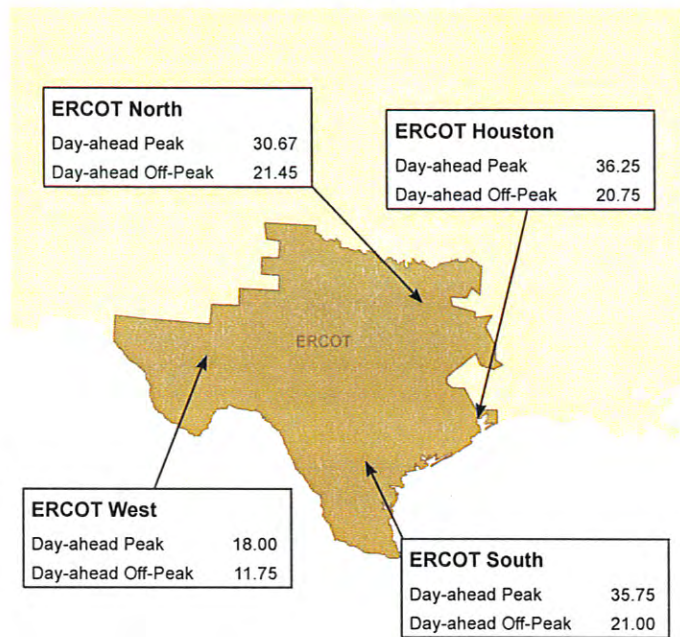 ERCOT North
Day-ahead Peak 30.67
Day-ahead Off-Peak 21.45
ERCOT Houston
Day-ahead Peak 36.25
Day-ahead Off-Peak 20.75
ERCOT
ERCOT West
Day-ahead Peak 18.00
Day-ahead Off-Peak 11.75
ERCOT South
Day-ahead Peak 35.75
Day-ahead Off-Peak 21.00